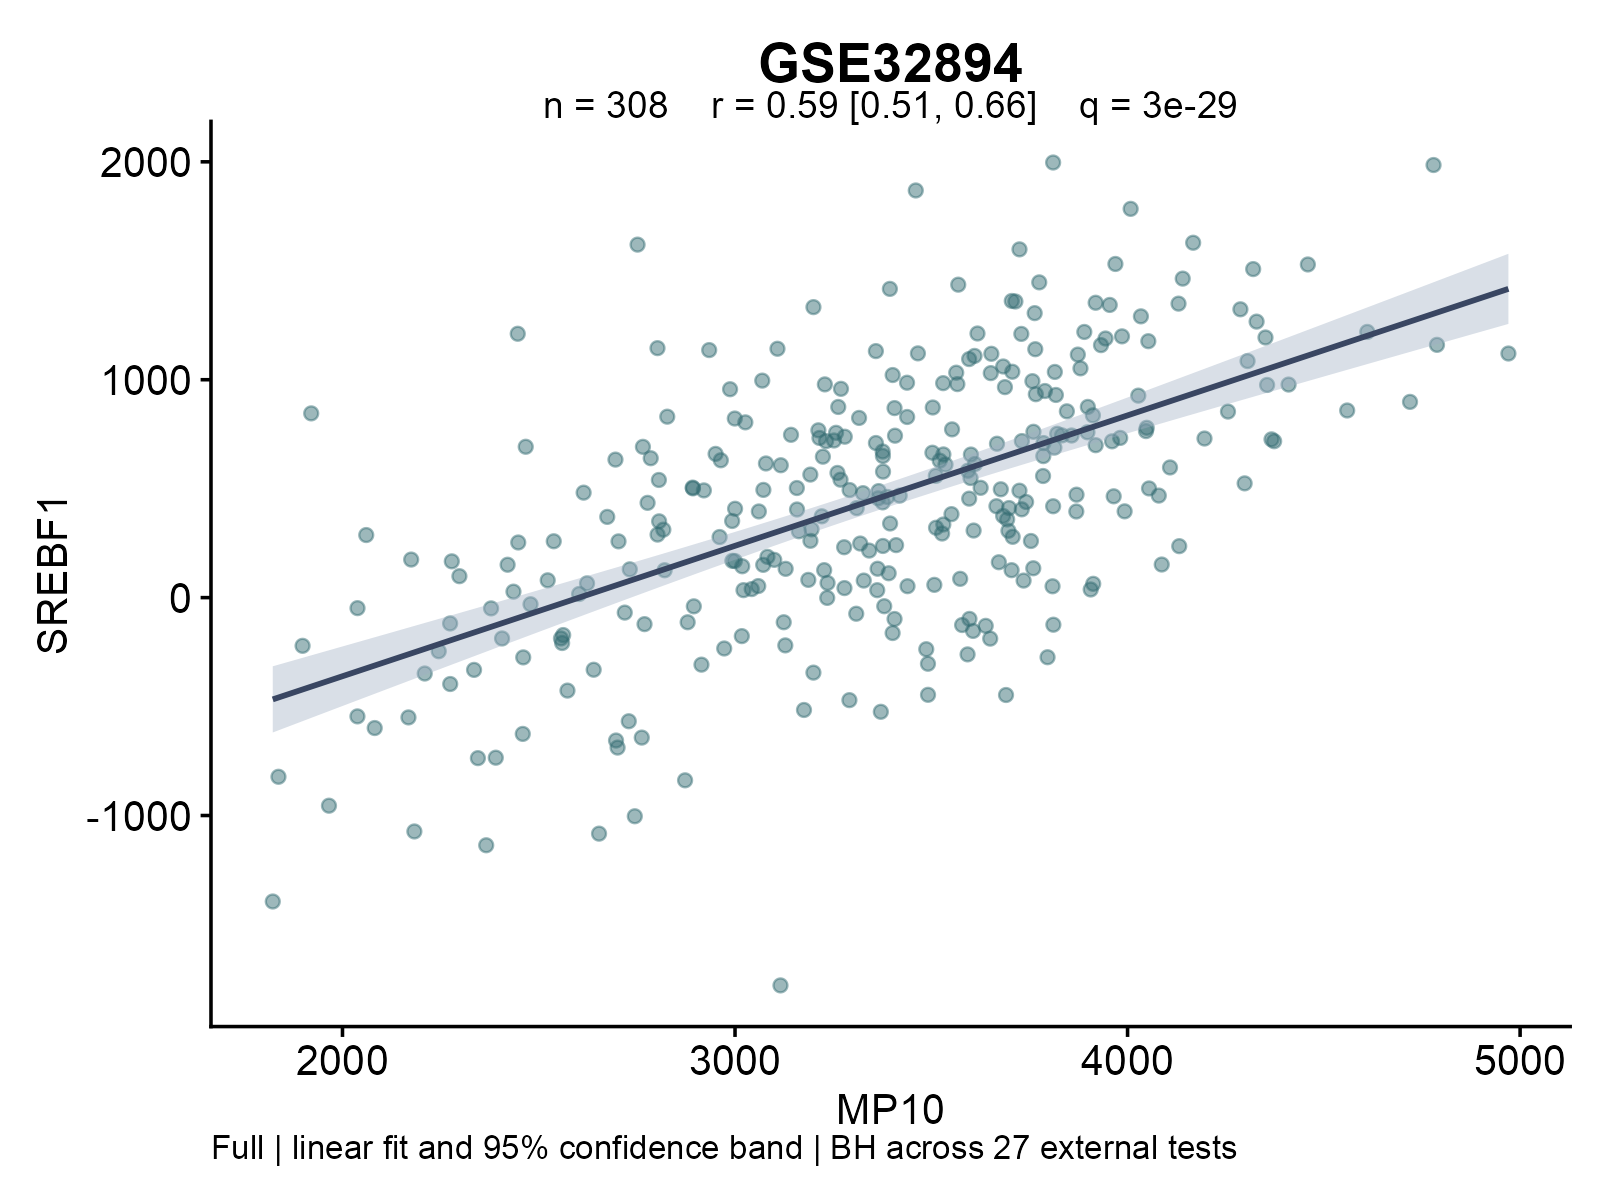 GSE32894
n = 308 r = 0.59 [0.51, 0.66] q = 3e-29
2000
1000
0
-1000
SREBF1
2000 3000 4000 5000
MP10
Full | linear fit and 95% confidence band | BH across 27 external tests